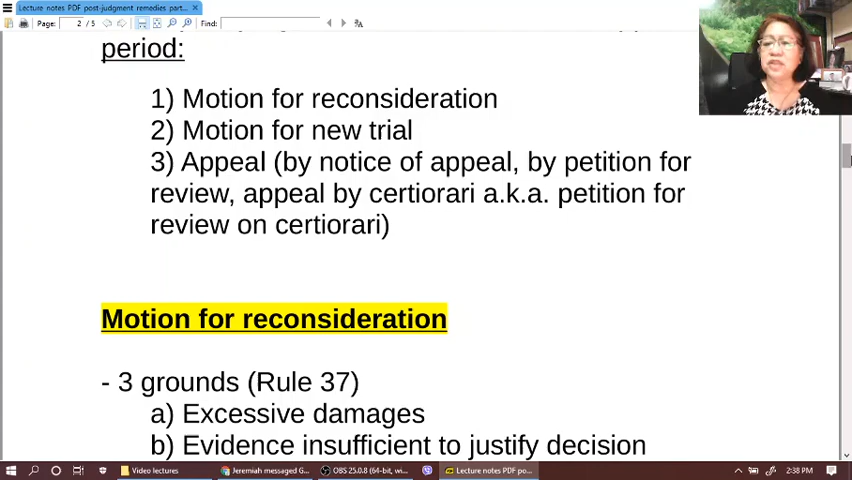 Lecture notes PDF post-judgment remedies part...
Page: 2 / 5 Find:
period:
1) Motion for reconsideration
2) Motion for new trial
3) Appeal (by notice of appeal, by petition for
review, appeal by certiorari a.k.a. petition for
review on certiorari)
Motion for reconsideration
- 3 grounds (Rule 37)
a) Excessive damages
b) Evidence insufficient to justify decision
Video lectures
Jeremiah messaged G...
OBS 25.0.8 (64-bit, wi...
Lecture notes PDF po...
2:38 PM